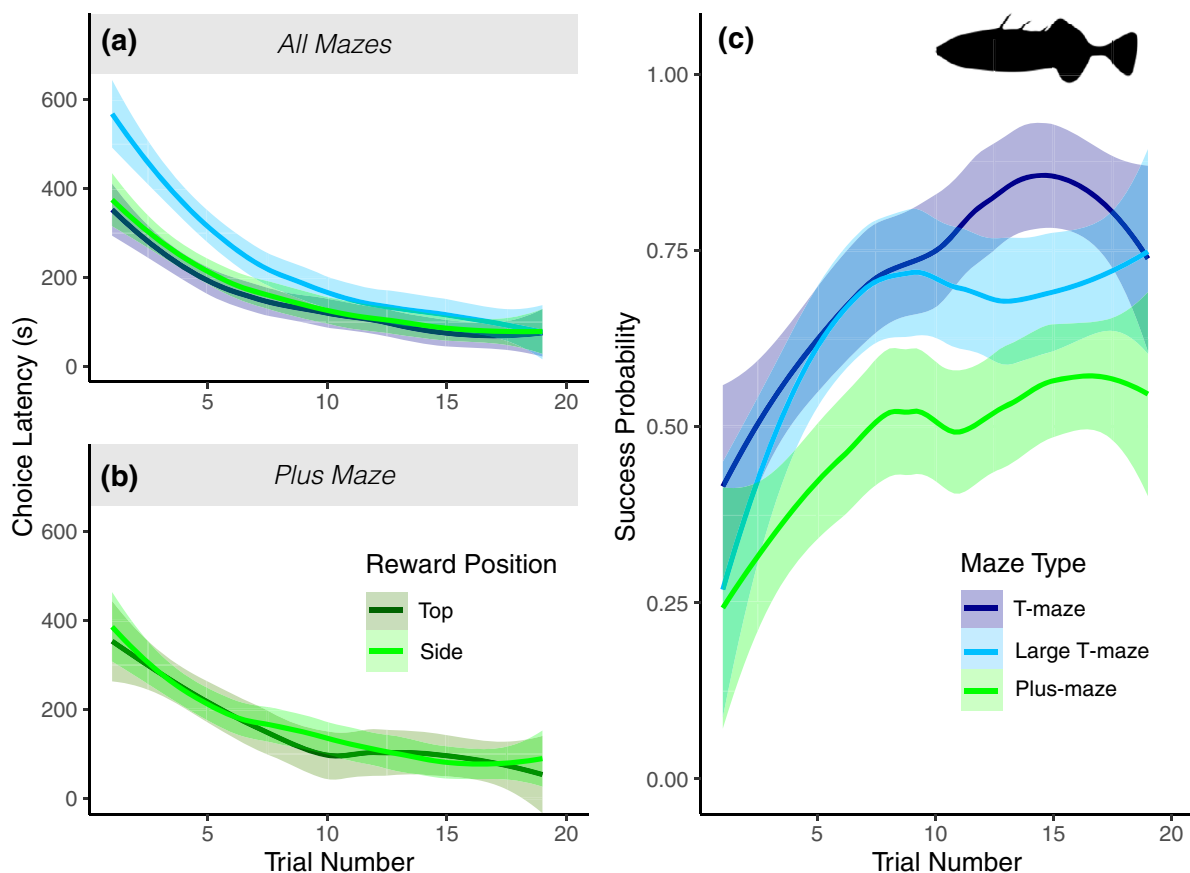 (a)
All Mazes
600
400
200
0
5
10
15
20
(b)
Plus Maze
600
400
200
0
Reward Position
Top
Side
5
10
15
20
Trial Number
Choice Latency (s)
(c)
1.00
0.75
0.50
0.25
0.00
Success Probability
Maze Type
T-maze
Large T-maze
Plus-maze
5
10
15
20
Trial Number